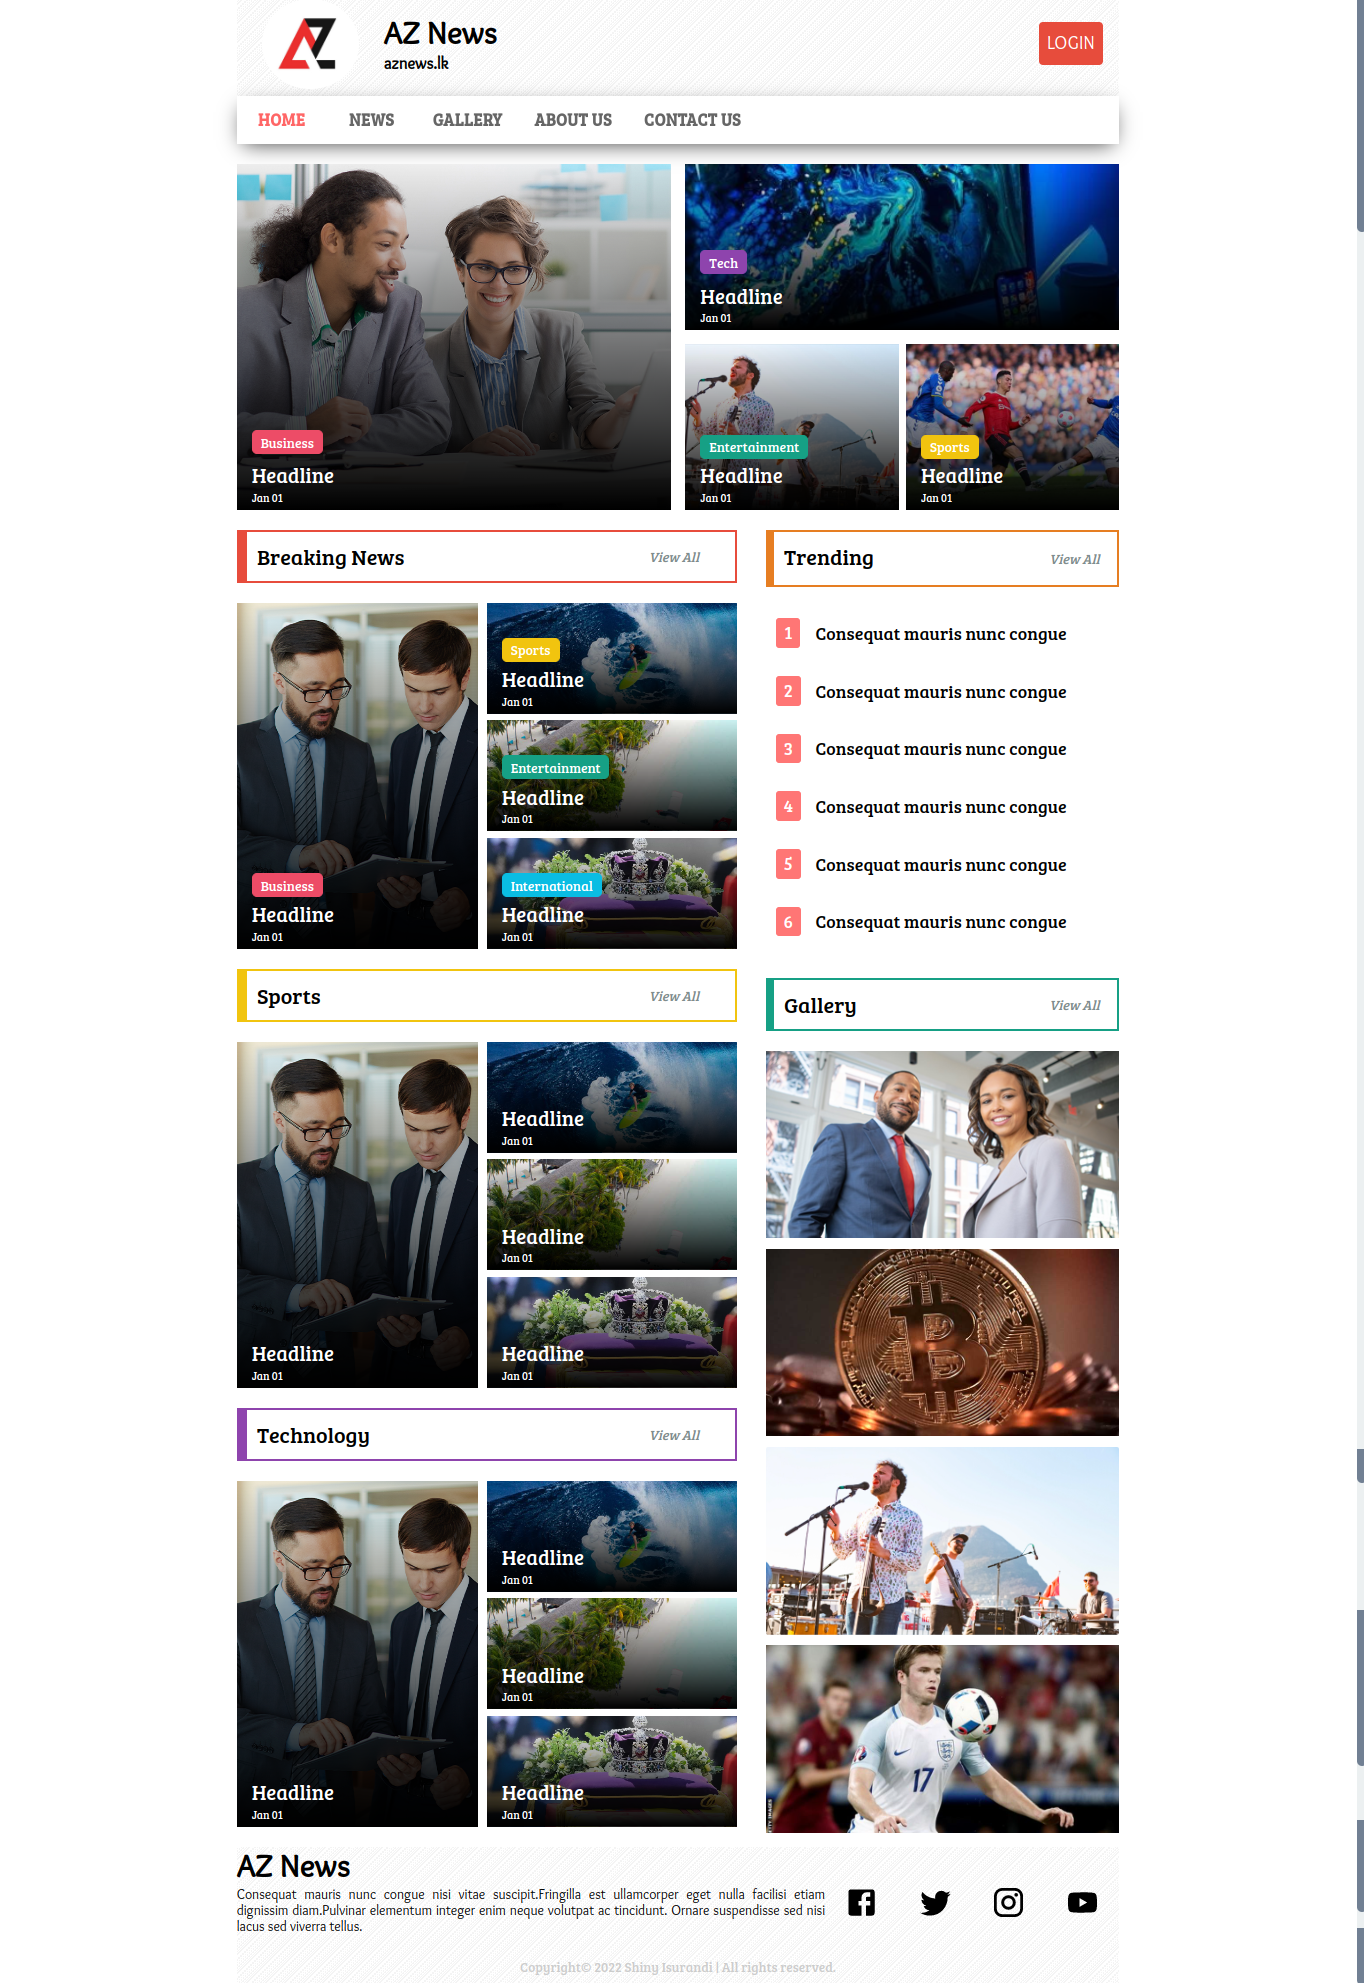 AZ News
aznews.lk
LOGIN
HOME NEWS GALLERY ABOUT US CONTACT US
Business
Headline
Jan 01
Tech
Headline
Jan 01
Entertainment
Headline
Jan 01
Sports
Headline
Jan 01
Breaking News View All
Business
Headline
Jan 01
Sports
Headline
Jan 01
Entertainment
Headline
Jan 01
International
Headline
Jan 01
Trending View All
1 Consequat mauris nunc congue
2 Consequat mauris nunc congue
3 Consequat mauris nunc congue
4 Consequat mauris nunc congue
5 Consequat mauris nunc congue
6 Consequat mauris nunc congue
Sports View All
Headline
Jan 01
Headline
Jan 01
Headline
Jan 01
Headline
Jan 01
Gallery View All
17
Technology View All
Headline
Jan 01
Headline
Jan 01
Headline
Jan 01
Headline
Jan 01
AZ News
Consequat mauris nunc congue nisi vitae suscipit.Fringilla est ullamcorper eget nulla facilisi etiam
dignissim diam.Pulvinar elementum integer enim neque volutpat ac tincidunt. Ornare suspendisse sed nisi
lacus sed viverra tellus.
Copyright© 2022 Shiny Isurandi | All rights reserved.